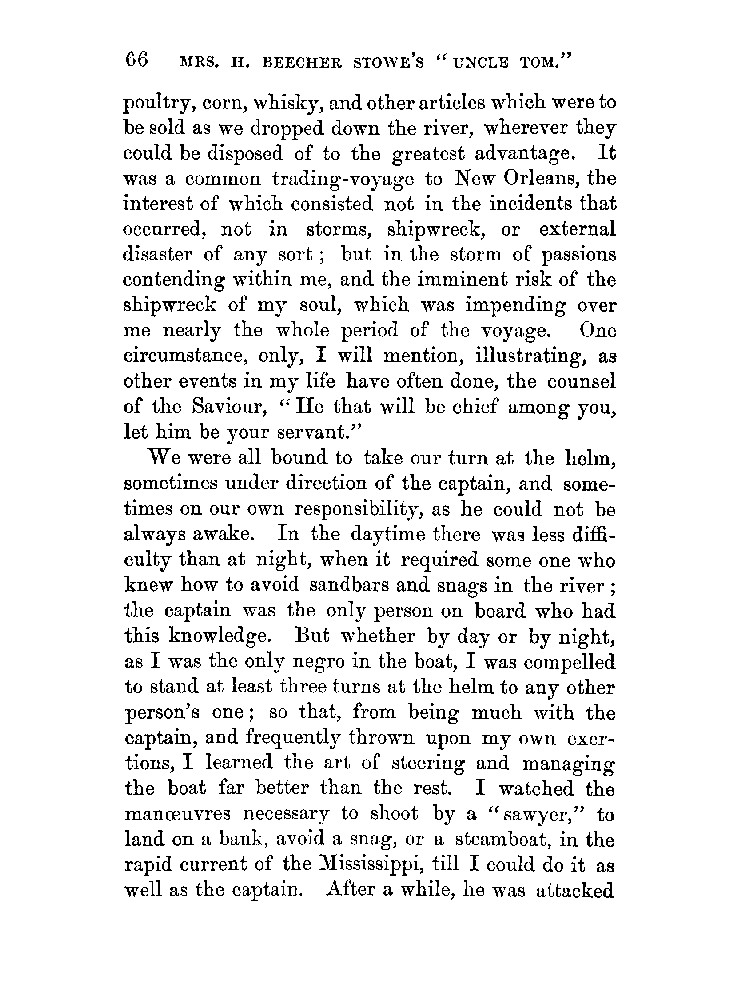 66 MRS. H. BEECHER STOWE'S "UNCLE TOM."
poultry, corn, whisky, and other articles which were to
be sold as we dropped down the river, wherever they
could be disposed of to the greatest advantage. It
was a common trading-voyage to New Orleans, the
interest of which consisted not in the incidents that
occurred, not in storms, shipwreck, or external
disaster of any sort; but in the storm of passions
contending within me, and the imminent risk of the
shipwreck of my soul, which was impending over
me nearly the whole period of the voyage. One
circumstance, only, I will mention, illustrating, as
other events in my life have often done, the counsel
of the Saviour, "He that will be chief among you,
let him be your servant."
We were all bound to take our turn at the helm,
sometimes under direction of the captain, and some-
times on our own responsibility, as he could not be
always awake. In the daytime there was less diffi-
culty than at night, when it required some one who
knew how to avoid sandbars and snags in the river;
the captain was the only person on board who had
this knowledge. But whether by day or by night,
as I was the only negro in the boat, I was compelled
to stand at least three turns at the helm to any other
person's one; so that, from being much with the
captain, and frequently thrown upon my own exer-
tions, I learned the art of steering and managing
the boat far better than the rest. I watched the
manœuvres necessary to shoot by a "sawyer," to
land on a bank, avoid a snag, or a steamboat, in the
rapid current of the Mississippi, till I could do it as
well as the captain. After a while, he was attacked